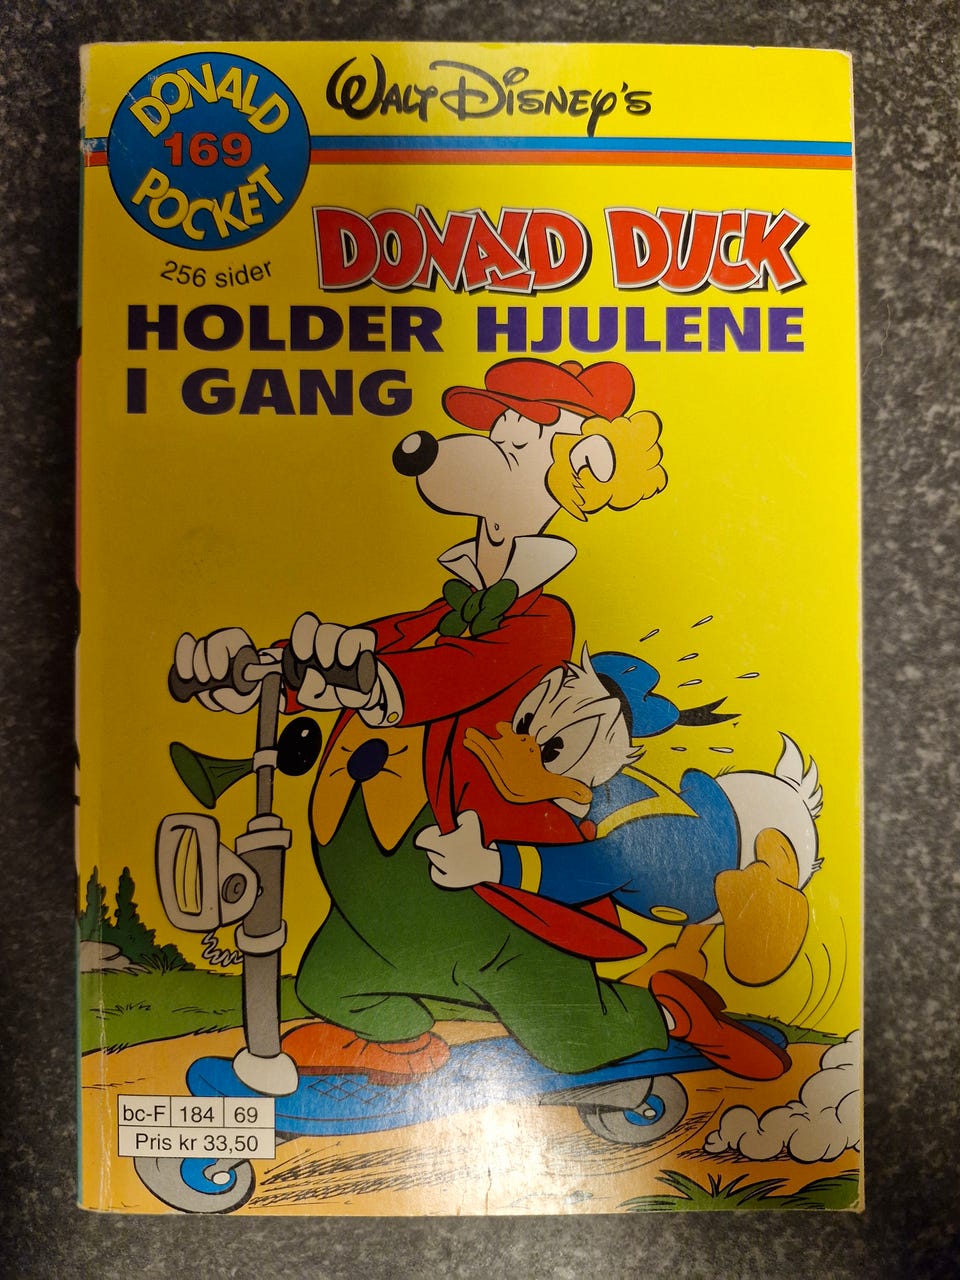 DONALD
169
POCKET
WALT DISNEY'S
256 sider
DONALD DUCK
HOLDER HJULENE
I GANG
bc-F 184 69
Pris kr 33,50